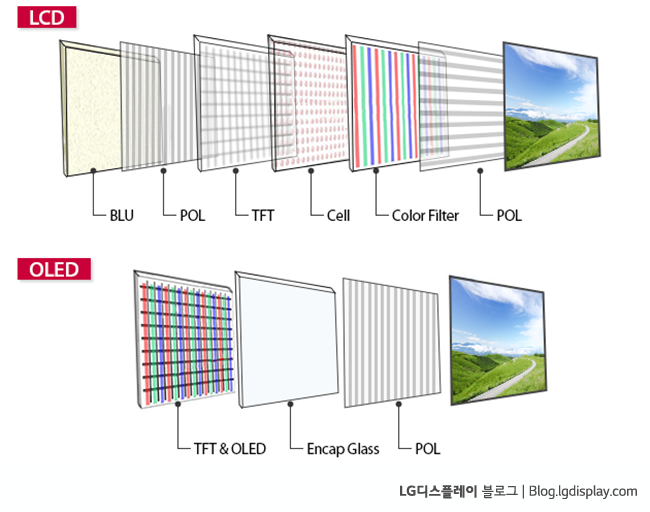 LCD
BLU
POL
TFT
Cell
Color Filter
POL
OLED
TFT & OLED
Encap Glass
POL
LG디스플레이 블로그 | Blog.lgdisplay.com